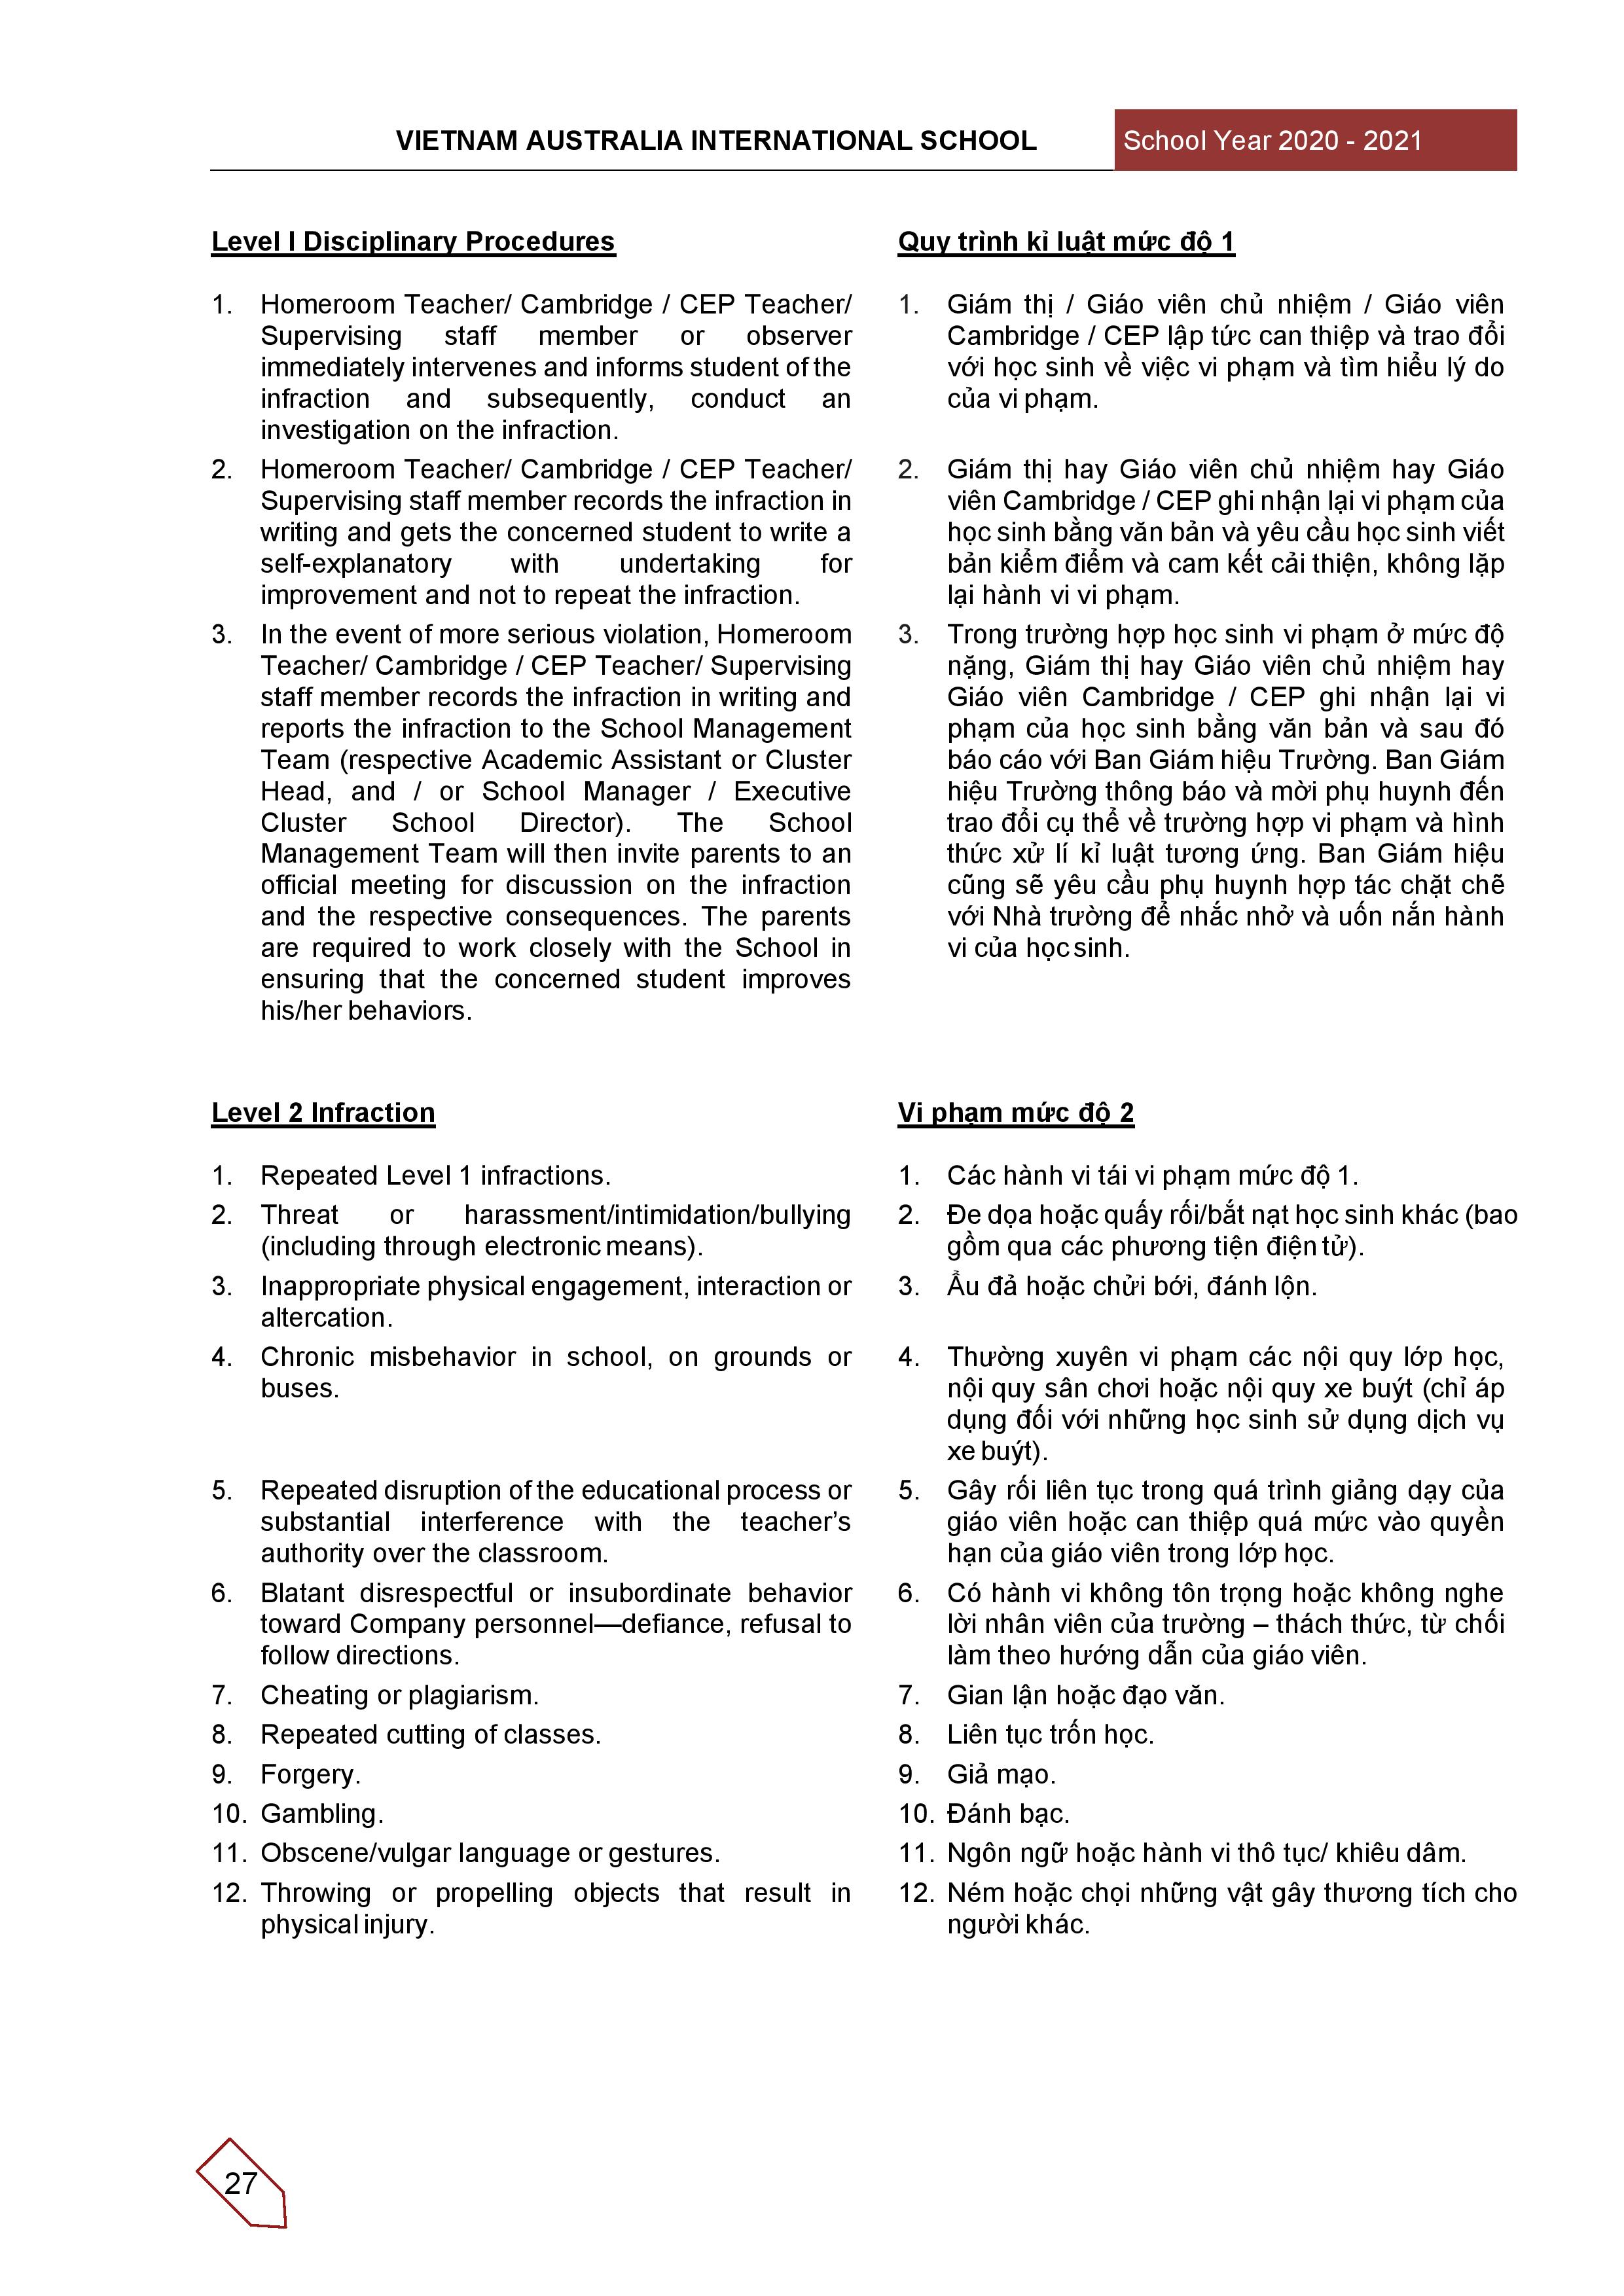 VIETNAM AUSTRALIA INTERNATIONAL SCHOOL
School Year 2020 - 2021
Level I Disciplinary Procedures
1. Homeroom Teacher/ Cambridge / CEP Teacher/
Supervising staff member or observer
immediately intervenes and informs student of the
infraction and subsequently, conduct an
investigation on the infraction.
2. Homeroom Teacher/ Cambridge / CEP Teacher/
Supervising staff member records the infraction in
writing and gets the concerned student to write a
self-explanatory with undertaking for
improvement and not to repeat the infraction.
3. In the event of more serious violation, Homeroom
Teacher/ Cambridge / CEP Teacher/ Supervising
staff member records the infraction in writing and
reports the infraction to the School Management
Team (respective Academic Assistant or Cluster
Head, and / or School Manager / Executive
Cluster School Director). The School
Management Team will then invite parents to an
official meeting for discussion on the infraction
and the respective consequences. The parents
are required to work closely with the School in
ensuring that the concerned student improves
his/her behaviors.
Quy trình kỉ luật mức độ 1
1. Giám thị / Giáo viên chủ nhiệm / Giáo viên
Cambridge / CEP lập tức can thiệp và trao đổi
với học sinh về việc vi phạm và tìm hiểu lý do
của vi phạm.
2. Giám thị hay Giáo viên chủ nhiệm hay Giáo
viên Cambridge / CEP ghi nhận lại vi phạm của
học sinh bằng văn bản và yêu cầu học sinh viết
bản kiểm điểm và cam kết cải thiện, không lặp
lại hành vi vi phạm.
3. Trong trường hợp học sinh vi phạm ở mức độ
nặng, Giám thị hay Giáo viên chủ nhiệm hay
Giáo viên Cambridge / CEP ghi nhận lại vi
phạm của học sinh bằng văn bản và sau đó
báo cáo với Ban Giám hiệu Trường. Ban Giám
hiệu Trường thông báo và mời phụ huynh đến
trao đổi cụ thể về trường hợp vi phạm và hình
thức xử lí kỉ luật tương ứng. Ban Giám hiệu
cũng sẽ yêu cầu phụ huynh hợp tác chặt chẽ
với Nhà trường để nhắc nhở và uốn nắn hành
vi của học sinh.
Level 2 Infraction
1. Repeated Level 1 infractions.
2. Threat or harassment/intimidation/bullying
(including through electronic means).
3. Inappropriate physical engagement, interaction or
altercation.
4. Chronic misbehavior in school, on grounds or
buses.
5. Repeated disruption of the educational process or
substantial interference with the teacher’s
authority over the classroom.
6. Blatant disrespectful or insubordinate behavior
toward Company personnel—defiance, refusal to
follow directions.
7. Cheating or plagiarism.
8. Repeated cutting of classes.
9. Forgery.
10. Gambling.
11. Obscene/vulgar language or gestures.
12. Throwing or propelling objects that result in
physical injury.
Vi phạm mức độ 2
1. Các hành vi tái vi phạm mức độ 1.
2. Đe dọa hoặc quấy rối/bắt nạt học sinh khác (bao
gồm qua các phương tiện điện tử).
3. Ẩu đả hoặc chửi bới, đánh lộn.
4. Thường xuyên vi phạm các nội quy lớp học,
nội quy sân chơi hoặc nội quy xe buýt (chỉ áp
dụng đối với những học sinh sử dụng dịch vụ
xe buýt).
5. Gây rối liên tục trong quá trình giảng dạy của
giáo viên hoặc can thiệp quá mức vào quyền
hạn của giáo viên trong lớp học.
6. Có hành vi không tôn trọng hoặc không nghe
lời nhân viên của trường – thách thức, từ chối
làm theo hướng dẫn của giáo viên.
7. Gian lận hoặc đạo văn.
8. Liên tục trốn học.
9. Giả mạo.
10. Đánh bạc.
11. Ngôn ngữ hoặc hành vi thô tục/ khiêu dâm.
12. Ném hoặc chọi những vật gây thương tích cho
người khác.
27